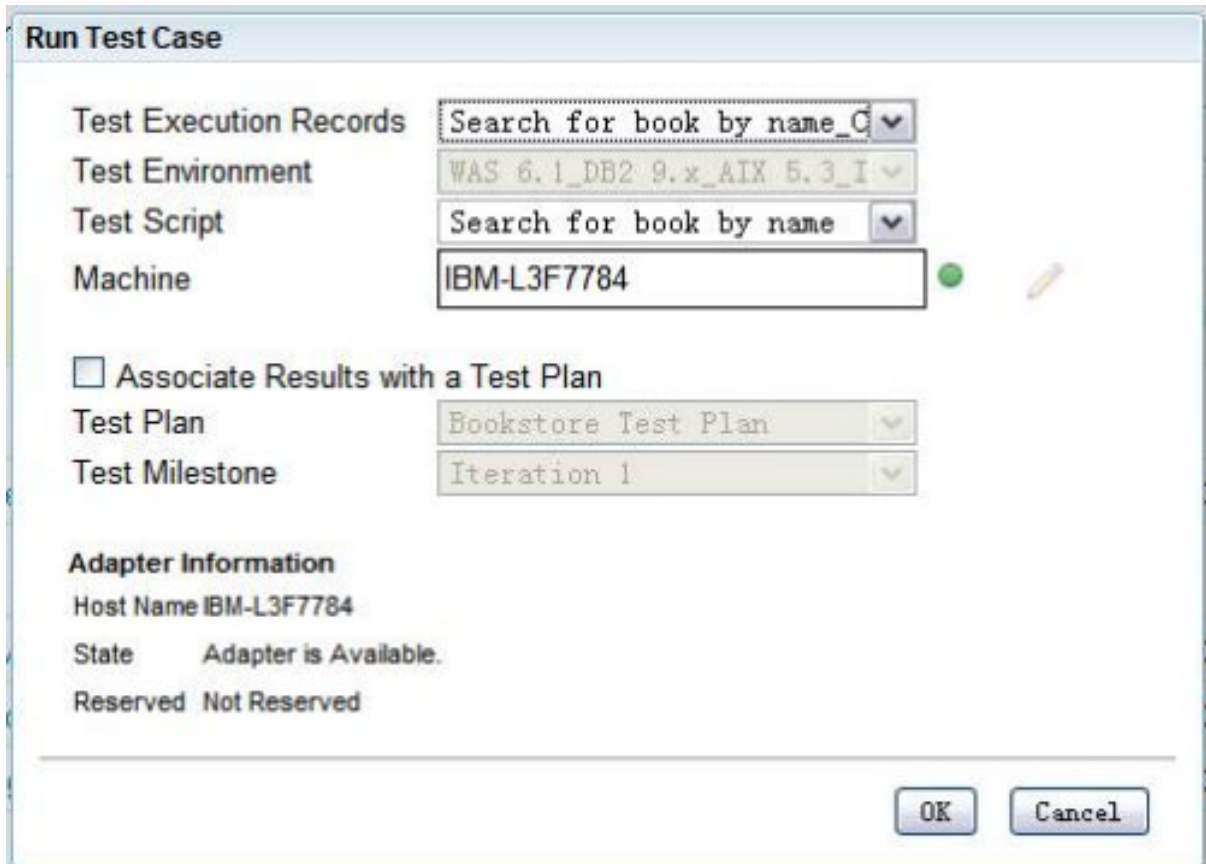 Run Test Case
Test Execution Records Search for book by name_C
Test Environment WAS 6.1_DB2 9.x_AIX 5.3_I
Test Script Search for book by name
Machine IBM-L3F7784
Associate Results with a Test Plan
Test Plan Bookstore Test Plan
Test Milestone Iteration 1
Adapter Information
Host Name IBM-L3F7784
State Adapter is Available.
Reserved Not Reserved
OK Cancel